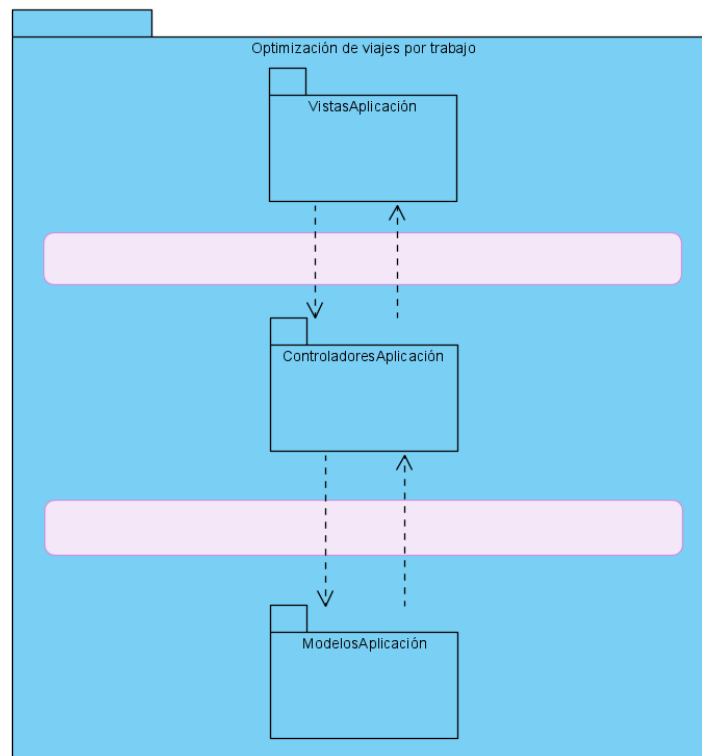 Optimización de viajes por trabajo
VistasAplicación
ControladoresAplicación
ModelosAplicación